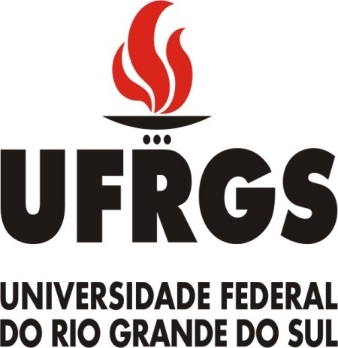 UFRGS
UNIVERSIDADE FEDERAL
DO RIO GRANDE DO SUL